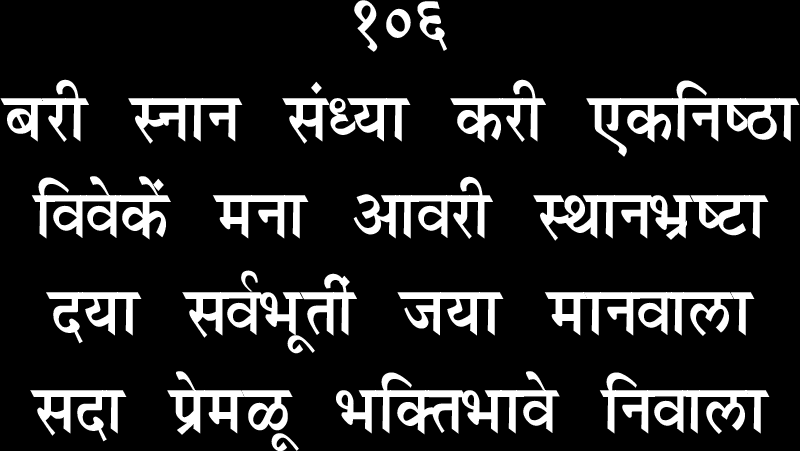 १०६
बरी स्नान संध्या करी एकनिष्ठा
विवेकें मना आवरी स्थानभ्रष्टा
दया सर्वभूतीं जया मानवाला
सदा प्रेमळू भक्तिभावे निवाला